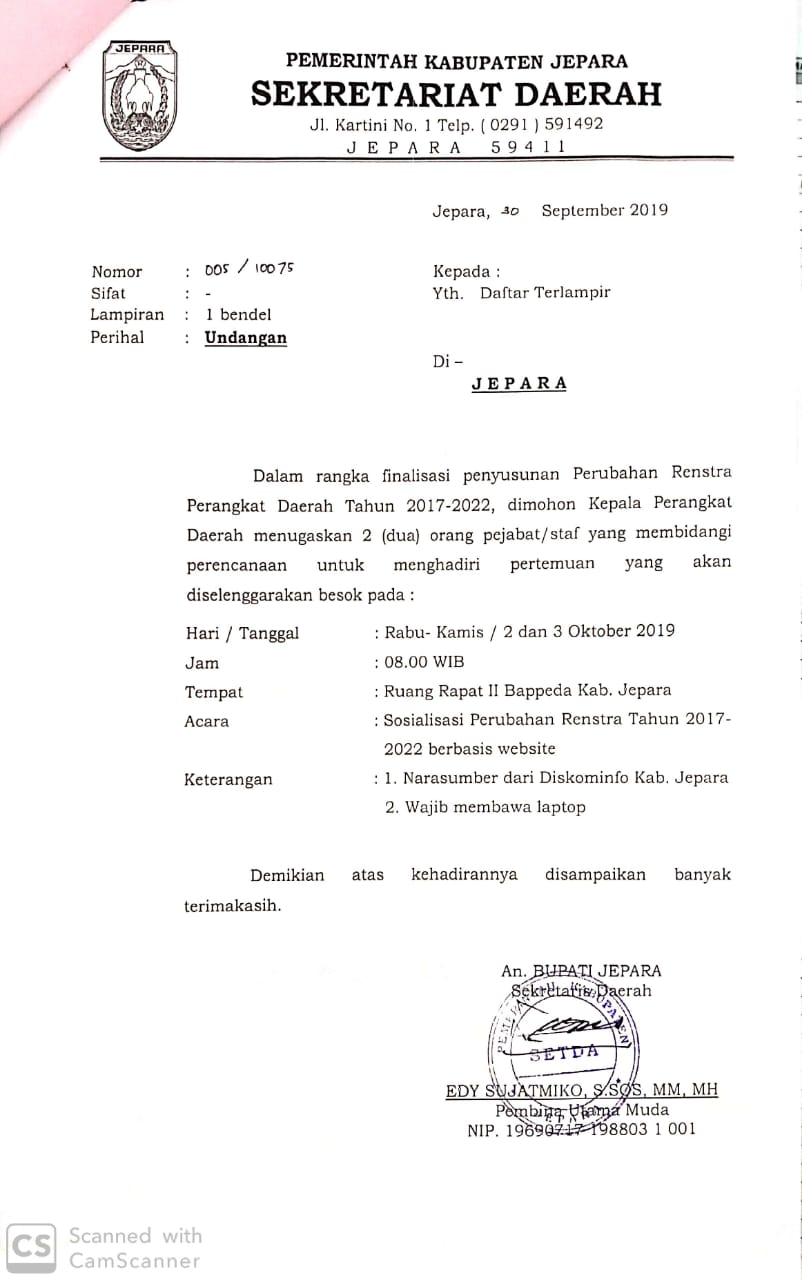 JEPARA
PEMERINTAH KABUPATEN JEPARA
SEKRETARIAT DAERAH
Jl. Kartini No. 1 Telp. ( 0291 ) 591492
J E P A R A 5 9 4 1 1
Jepara, 30 September 2019
Nomor : 005 / 10075
Sifat : -
Lampiran : 1 bendel
Perihal : Undangan
Kepada :
Yth. Daftar Terlampir
Di –
J E P A R A
Dalam rangka finalisasi penyusunan Perubahan Renstra
Perangkat Daerah Tahun 2017-2022, dimohon Kepala Perangkat
Daerah menugaskan 2 (dua) orang pejabat/staf yang membidangi
perencanaan untuk menghadiri pertemuan yang akan
diselenggarakan besok pada :
Hari / Tanggal : Rabu- Kamis / 2 dan 3 Oktober 2019
Jam : 08.00 WIB
Tempat : Ruang Rapat II Bappeda Kab. Jepara
Acara : Sosialisasi Perubahan Renstra Tahun 2017-
2022 berbasis website
Keterangan : 1. Narasumber dari Diskominfo Kab. Jepara
2. Wajib membawa laptop
Demikian atas kehadirannya disampaikan banyak
terimakasih.
An. BUPATI JEPARA
Sekretaris Daerah
SETDA
EDY SUJATMIKO, S.SOS, MM, MH
Pembina Utama Muda
NIP. 19690717 198803 1 001
CS Scanned with
CamScanner